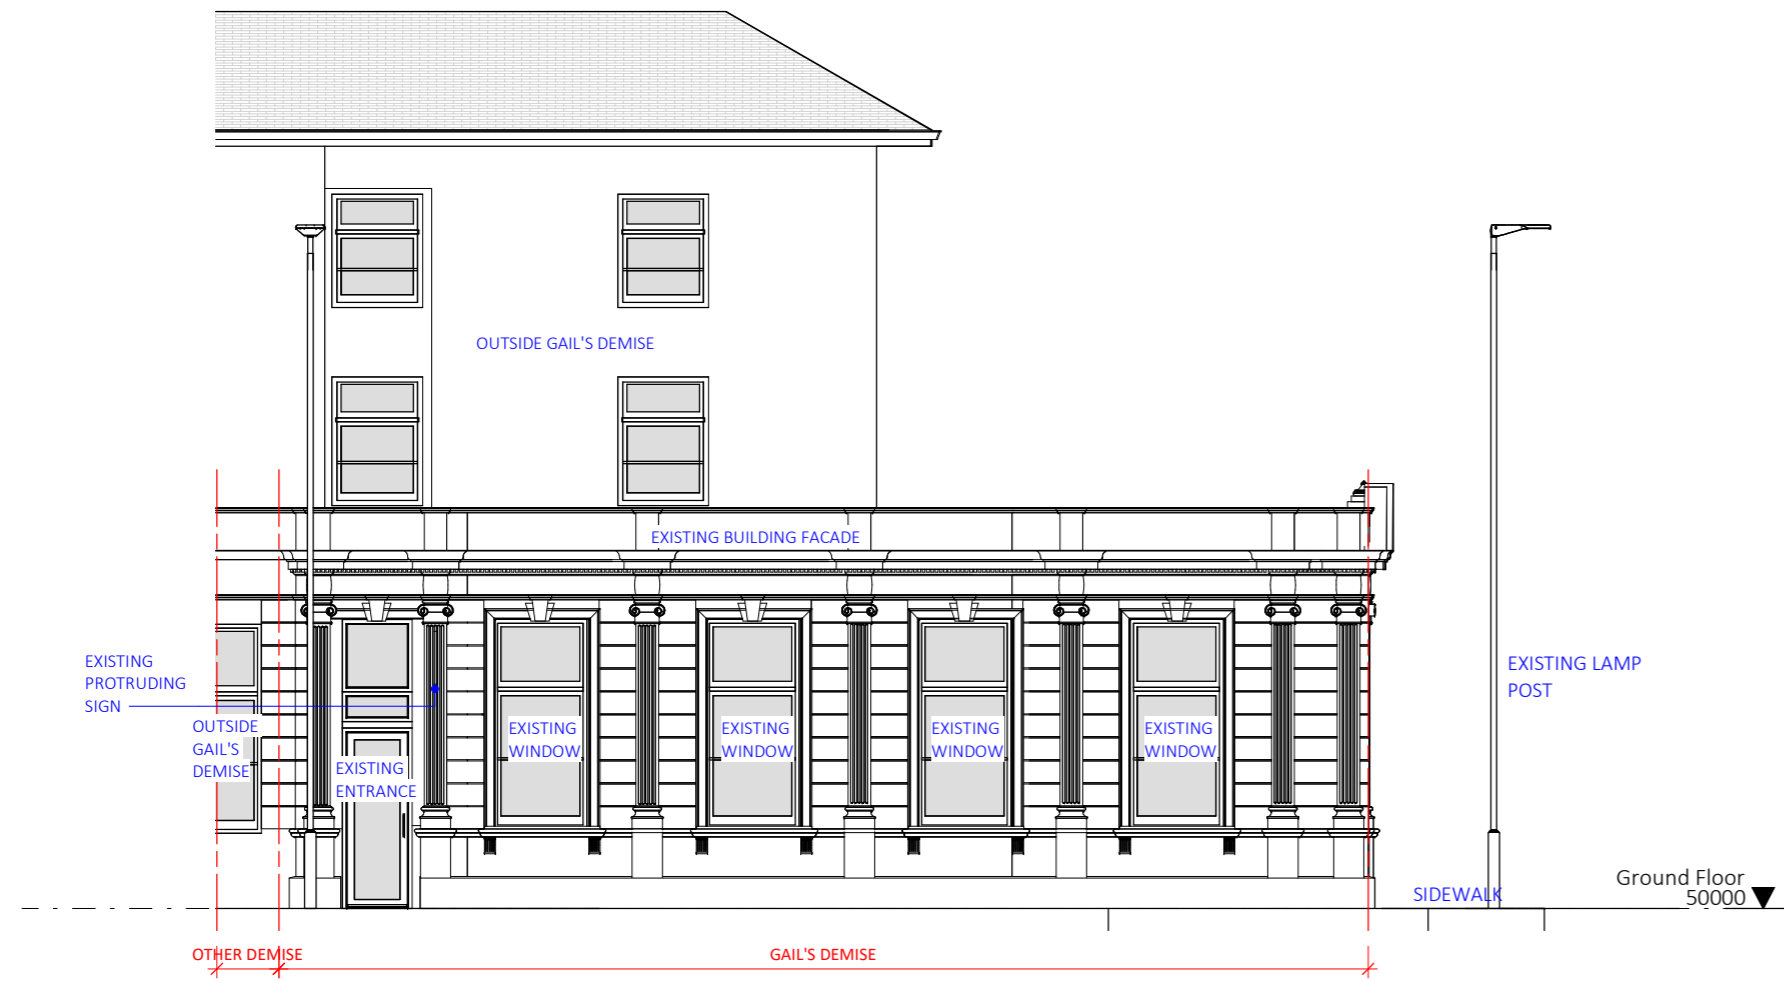 OUTSIDE GAIL'S DEMISE
EXISTING BUILDING FACADE
EXISTING
PROTRUDING
SIGN
OUTSIDE
GAIL'S
DEMISE
EXISTING
ENTRANCE
EXISTING
WINDOW
EXISTING
WINDOW
EXISTING
WINDOW
EXISTING
WINDOW
EXISTING LAMP
POST
SIDEWALK
Ground Floor
50000
OTHER DEMISE
GAIL'S DEMISE